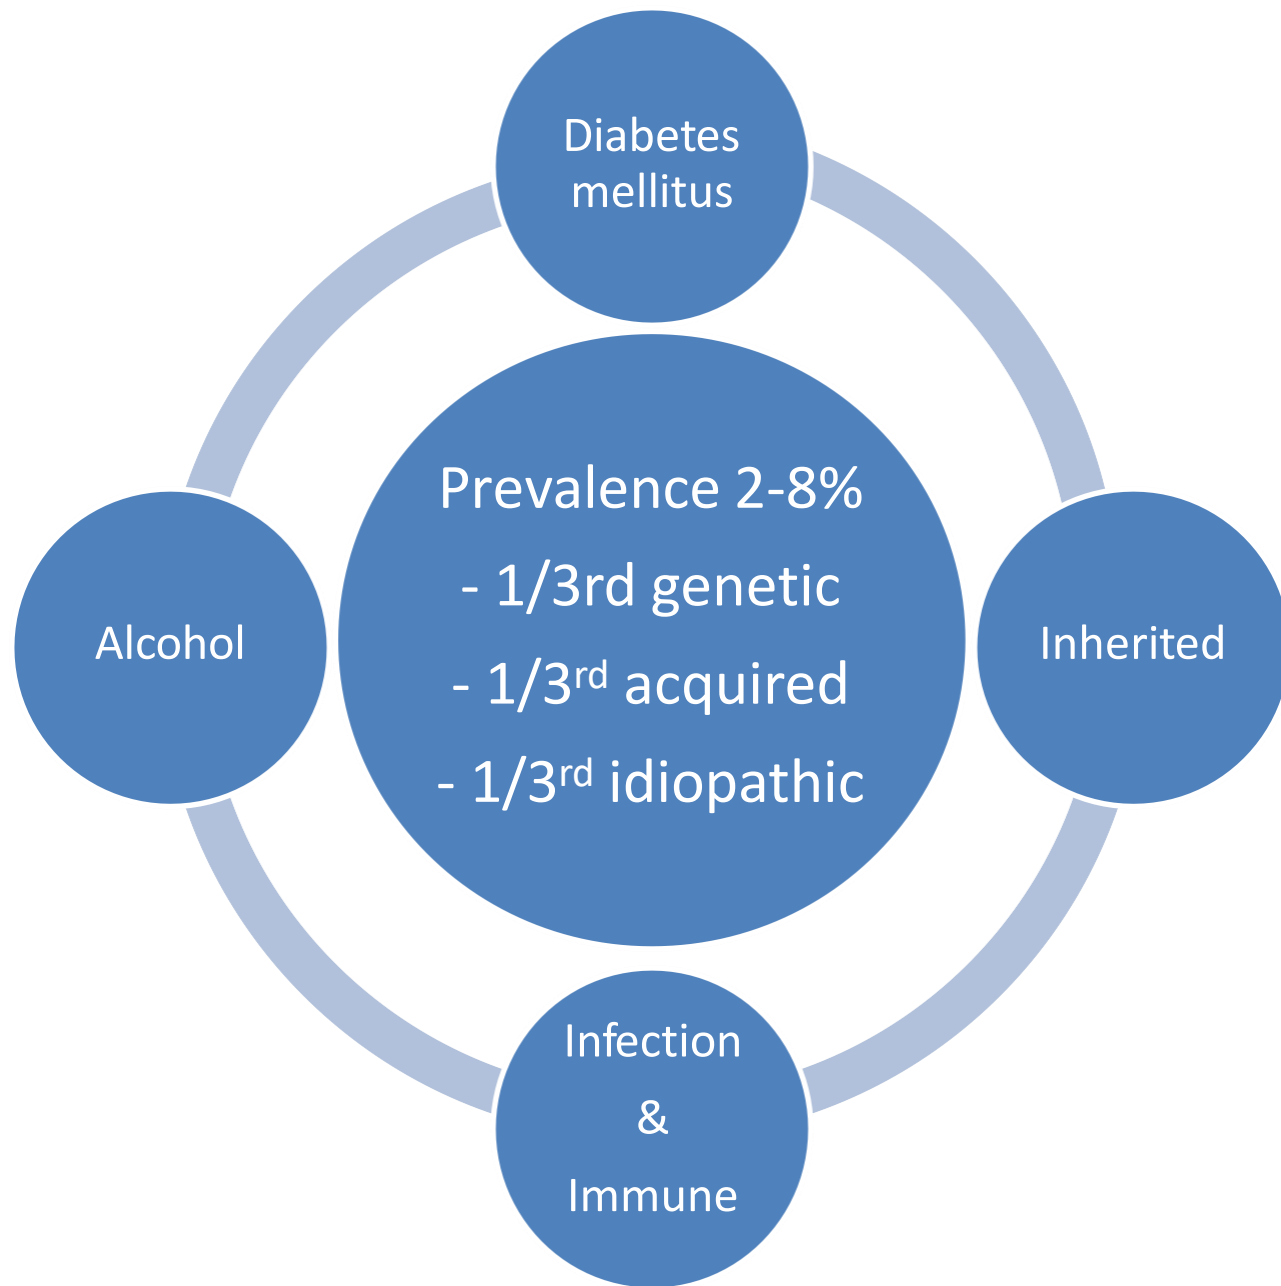 Diabetes
mellitus
Prevalence 2-8%
- 1/3rd genetic
- 1/3rd acquired
- 1/3rd idiopathic
Alcohol
Inherited
Infection
&
Immune